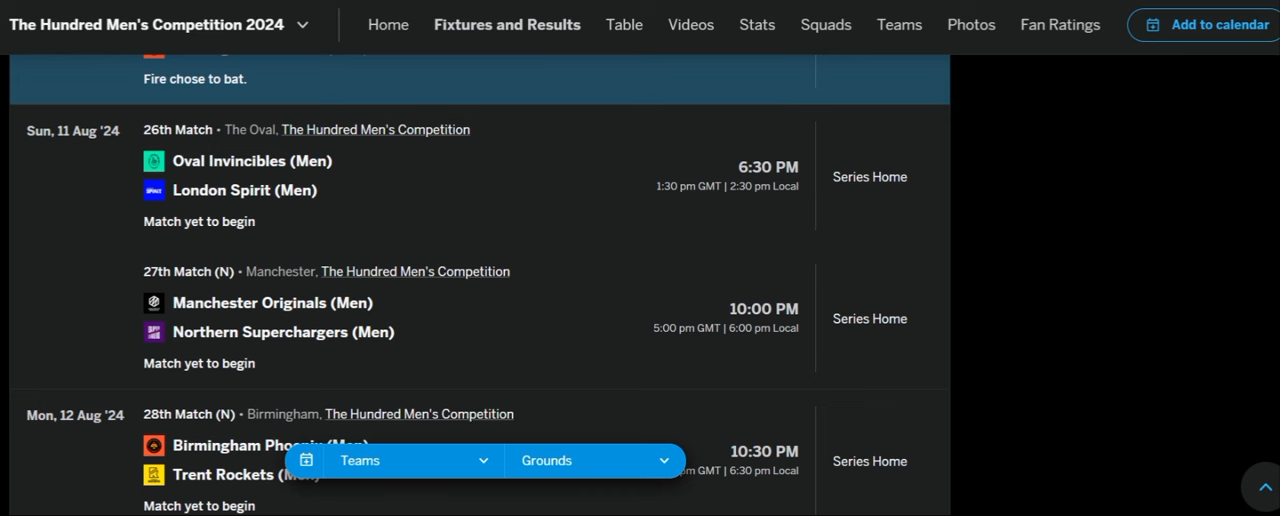 The Hundred Men's Competition 2024
Home Fixtures and Results Table Videos Stats Squads Teams Photos Fan Ratings Add to calendar
Fire chose to bat.
Sun, 11 Aug '24
26th Match • The Oval, The Hundred Men's Competition
Oval Invincibles (Men)
London Spirit (Men)
Match yet to begin
6:30 PM
1:30 pm GMT | 2:30 pm Local
Series Home
27th Match (N) • Manchester, The Hundred Men's Competition
Manchester Originals (Men)
Northern Superchargers (Men)
Match yet to begin
10:00 PM
5:00 pm GMT | 6:00 pm Local
Series Home
Mon, 12 Aug '24
28th Match (N) • Birmingham, The Hundred Men's Competition
Birmingham Phoenix (Men)
Trent Rockets
Match yet to begin
10:30 PM
pm GMT | 6:30 pm Local
Series Home
Teams Grounds